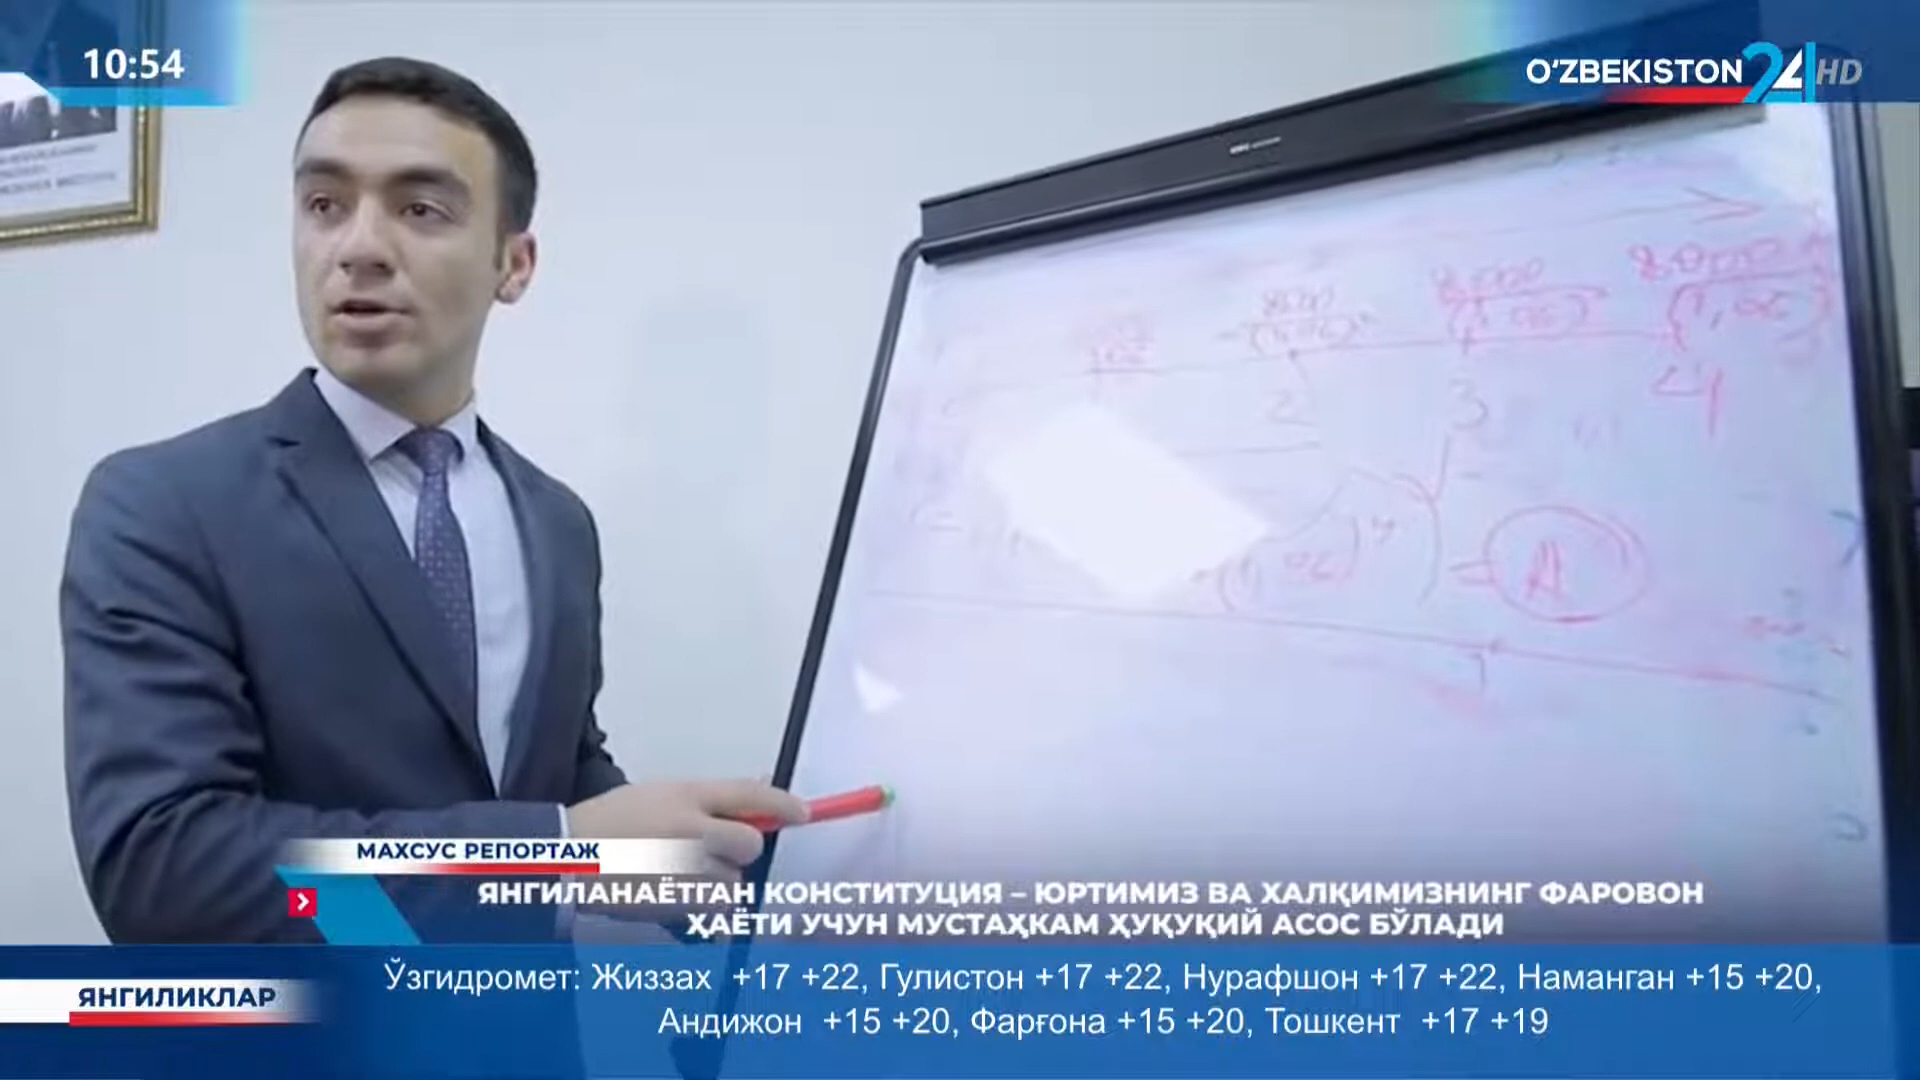 10:54
O'ZBEKISTON 24 HD
2
3
4
= A
МАХСУС РЕПОРТАЖ
ЯНГИЛАНАЁТГАН КОНСТИТУЦИЯ – ЮРТИМИЗ ВА ХАЛҚИМИЗНИНГ ФАРОВОН
ҲАЁТИ УЧУН МУСТАҲКАМ ҲУҚУҚИЙ АСОС БЎЛАДИ
Ўзгидромет: Жиззах +17 +22, Гулистон +17 +22, Нурафшон +17 +22, Наманган +15 +20,
ЯНГИЛИКЛАР
Андижон +15 +20, Фарғона +15 +20, Тошкент +17 +19